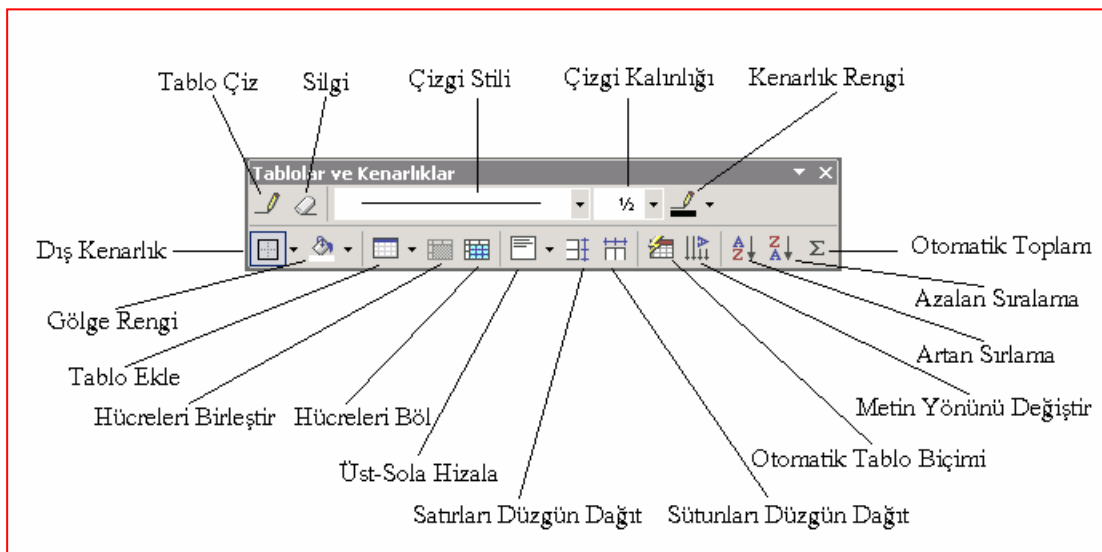 Tablo Çiz Silgi Çizgi Stili Çizgi Kalınlığı Kenarlık Rengi
Tablolar ve Kenarlıklar
½
Dış Kenarlık
Otomatik Toplam
Azalan Sıralama
Gölge Rengi
Artan Sırlama
Tablo Ekle
Hücreleri Birleştir Hücreleri Böl
Metin Yönünü Değiştir
Otomatik Tablo Biçimi
Üst-Sola Hizala
Satırları Düzgün Dağıt Sütunları Düzgün Dağıt